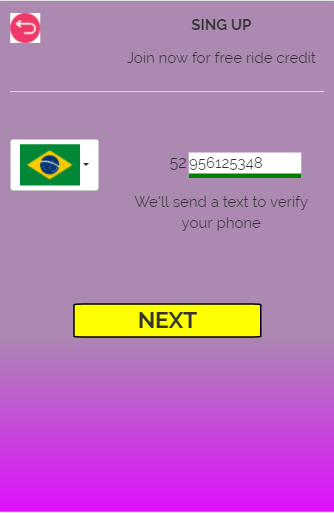 SING UP
Join now for free ride credit
52 956125348
We'll send a text to verify
your phone
NEXT